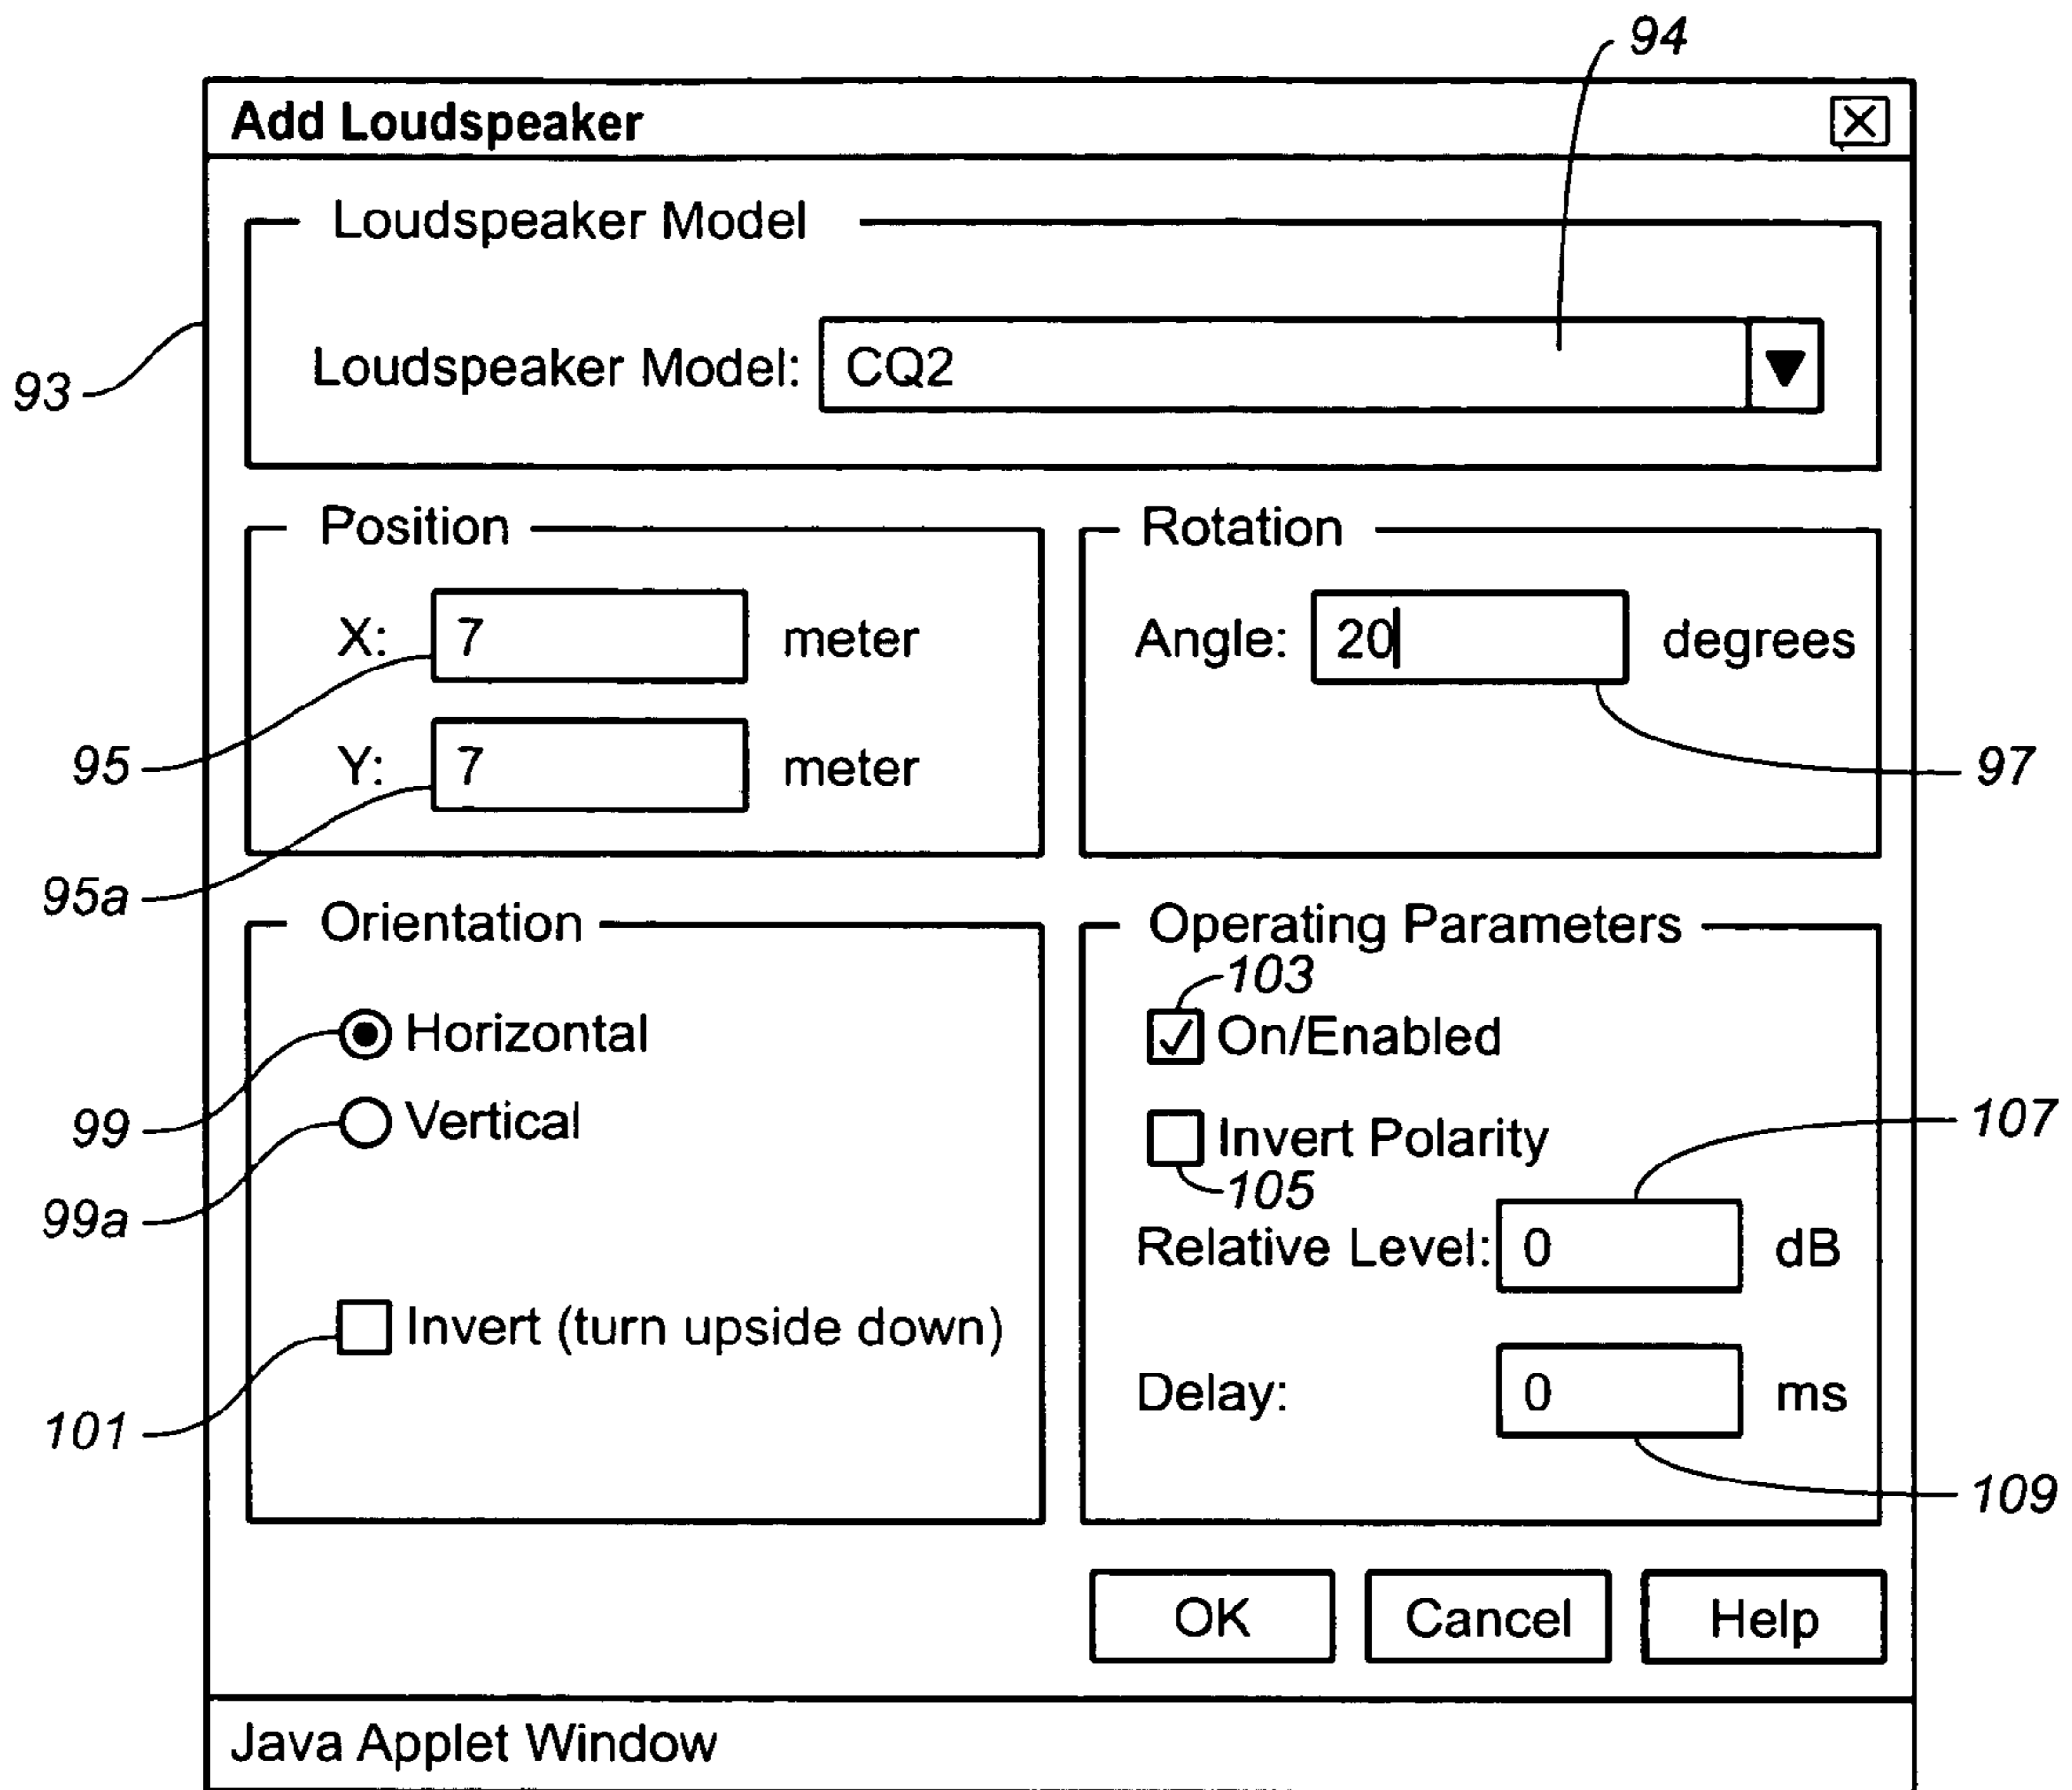 94
Add Loudspeaker
Loudspeaker Model
Loudspeaker Model: CQ2
93
Position
X: 7 meter
Y: 7 meter
95
95a
Rotation
Angle: 20 degrees
97
Orientation
Horizontal
Vertical
99
99a
Invert (turn upside down)
101
Operating Parameters
103
On/Enabled
Invert Polarity
105
107
Relative Level: 0 dB
Delay: 0 ms
109
OK Cancel Help
Java Applet Window